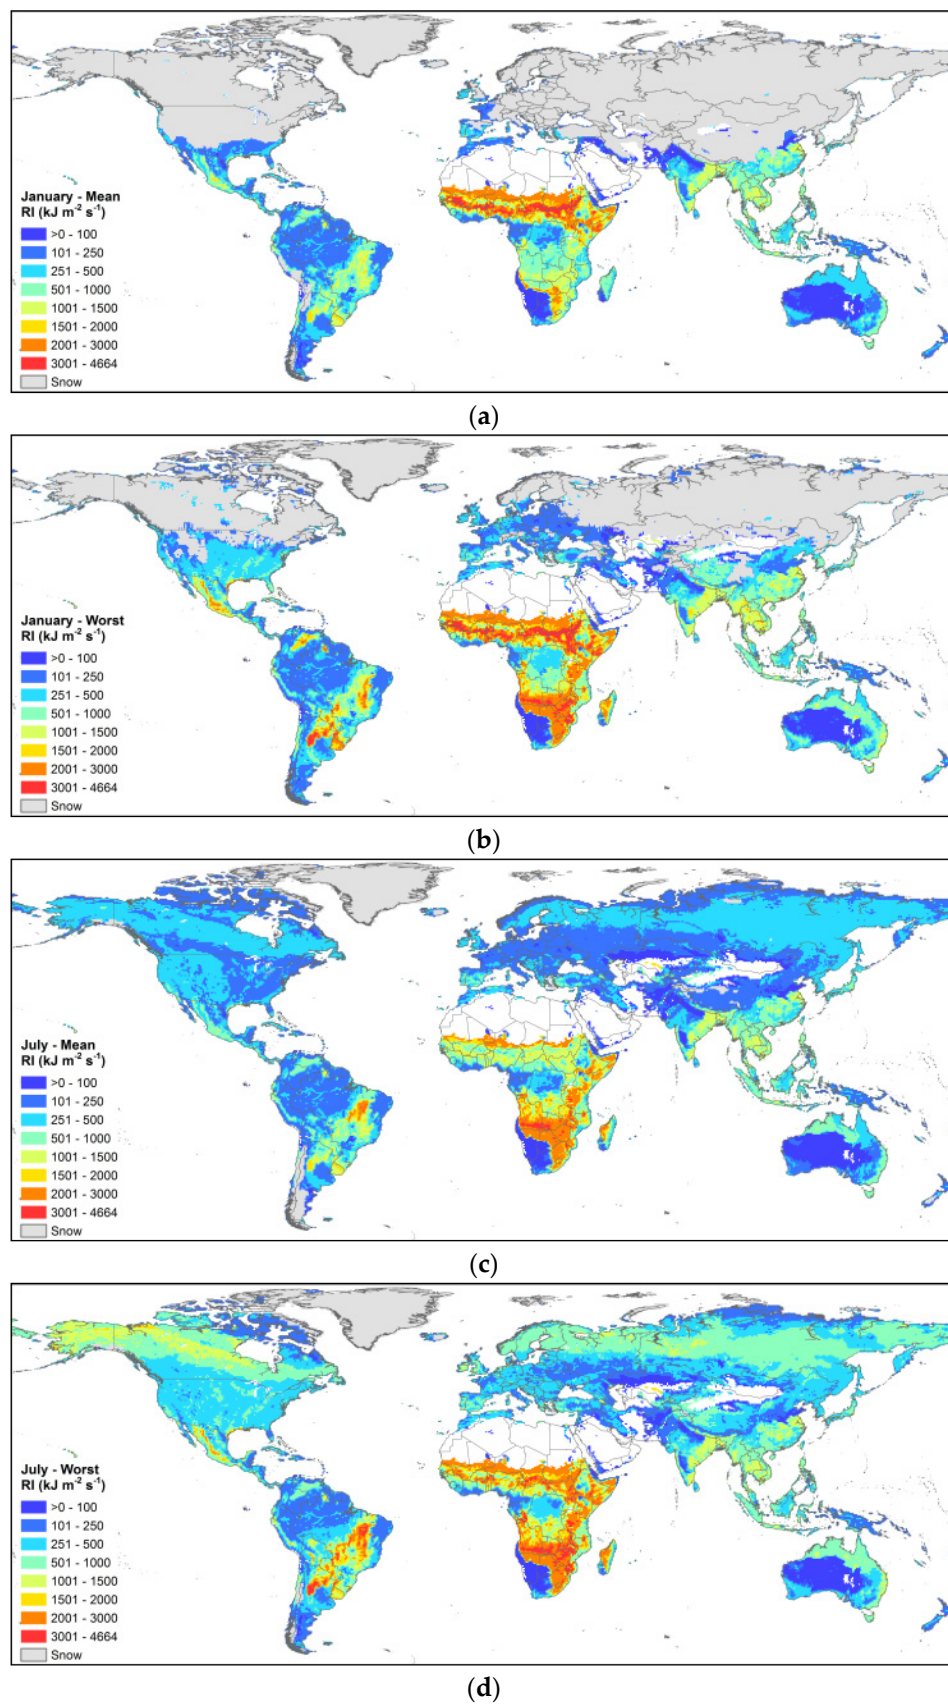 January - Mean
RI (kJ m⁻² s⁻¹)
>0 - 100
101 - 250
251 - 500
501 - 1000
1001 - 1500
1501 - 2000
2001 - 3000
3001 - 4664
Snow
(a)
January - Worst
RI (kJ m⁻² s⁻¹)
>0 - 100
101 - 250
251 - 500
501 - 1000
1001 - 1500
1501 - 2000
2001 - 3000
3001 - 4664
Snow
(b)
July - Mean
RI (kJ m⁻² s⁻¹)
>0 - 100
101 - 250
251 - 500
501 - 1000
1001 - 1500
1501 - 2000
2001 - 3000
3001 - 4664
Snow
(c)
July - Worst
RI (kJ m⁻² s⁻¹)
>0 - 100
101 - 250
251 - 500
501 - 1000
1001 - 1500
1501 - 2000
2001 - 3000
3001 - 4664
Snow
(d)